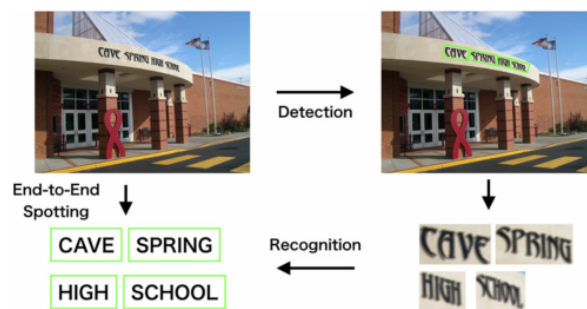 CAVE SPRING HIGH SCHOOL
CAVE SPRING HIGH SCHOOL
Detection
End-to-End
Spotting
CAVE SPRING
Recognition
CAVE SPRING
HIGH SCHOOL
HIGH SCHOOL